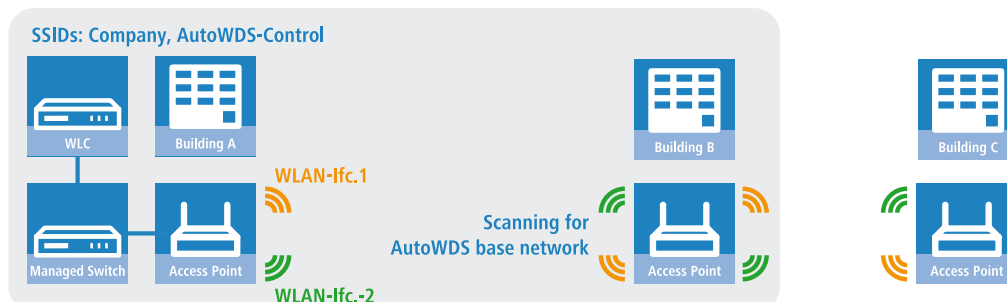 SSIDs: Company, AutoWDS-Control
WLC
Building A
Building B
Building C
WLAN-Ifc.1
Scanning for
AutoWDS base network
Managed Switch
Access Point
Access Point
Access Point
WLAN-Ifc.-2